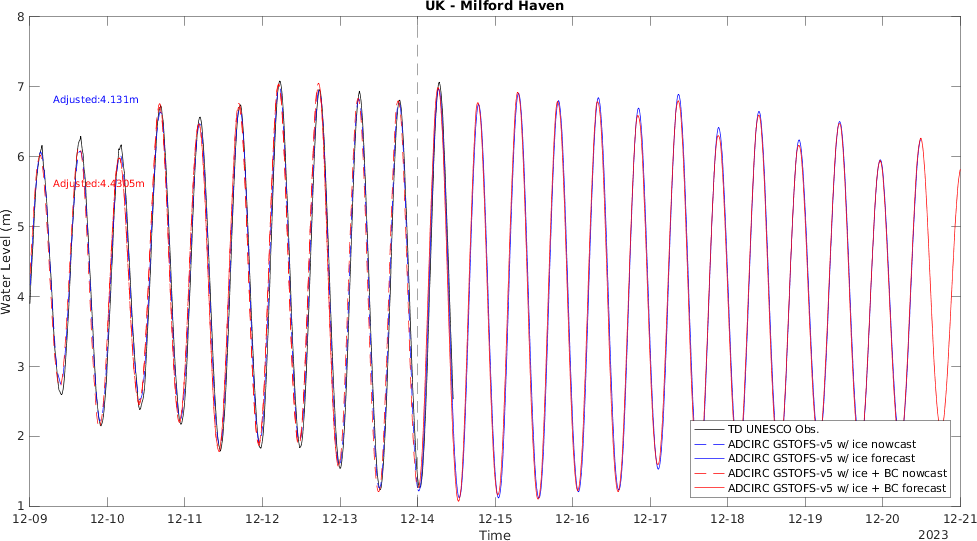 UK - Milford Haven
8
7
6
5
4
3
2
1
Water Level (m)
Adjusted:4.131m
Adjusted:4.4305m
TD UNESCO Obs.
ADCIRC GSTOFS-v5 w/ ice nowcast
ADCIRC GSTOFS-v5 w/ ice forecast
ADCIRC GSTOFS-v5 w/ ice + BC nowcast
ADCIRC GSTOFS-v5 w/ ice + BC forecast
12-09 12-10 12-11 12-12 12-13 12-14 12-15 12-16 12-17 12-18 12-19 12-20 12-21
Time
2023